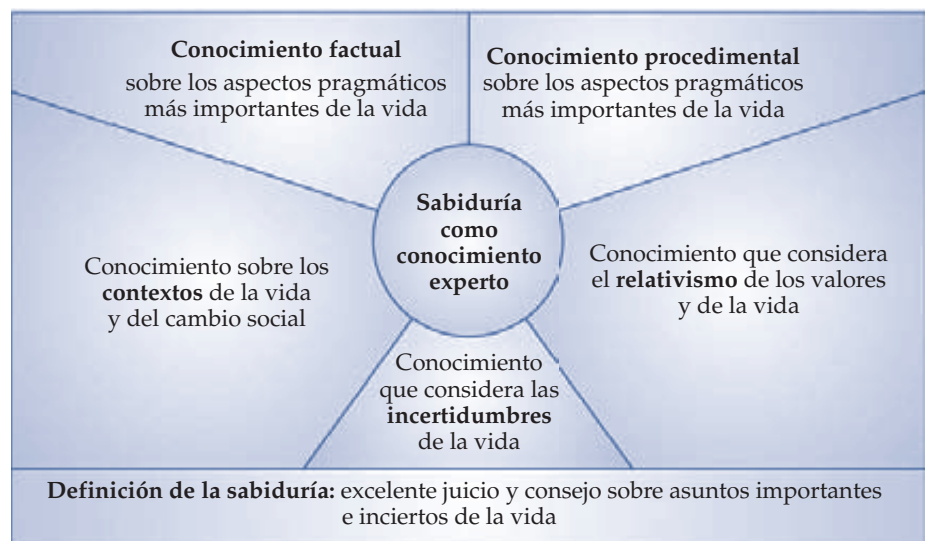 Conocimiento factual
sobre los aspectos pragmáticos
más importantes de la vida
Conocimiento procedimental
sobre los aspectos pragmáticos
más importantes de la vida
Sabiduría
como
conocimiento
experto
Conocimiento sobre los
contextos de la vida
y del cambio social
Conocimiento que considera
el relativismo de los valores
y de la vida
Conocimiento
que considera las
incertidumbres
de la vida
Definición de la sabiduría: excelente juicio y consejo sobre asuntos importantes
e inciertos de la vida